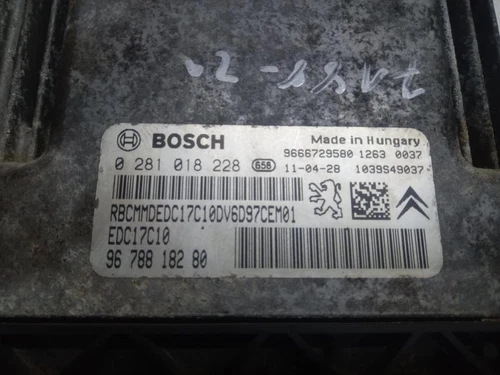 BOSCH
Made in Hungary
9666729580 1263 0037
0 281 018 228 658 11-04-28 1039S49037
RBCMMDEDC17C10DV6D97CEM01
EDC17C10
96 788 182 80